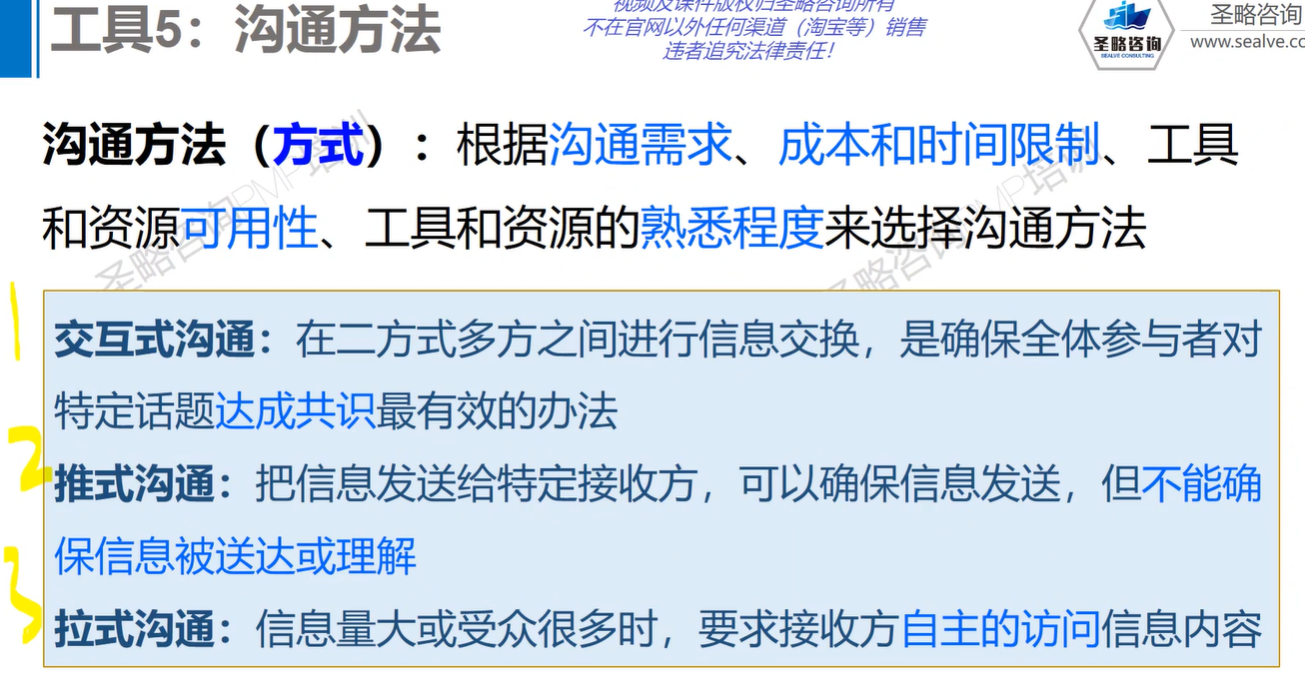 工具5：沟通方法
视频及课件版权归圣略咨询所有
不在官网以外任何渠道（淘宝等）销售
违者追究法律责任！
圣略咨询
SEALVE CONSULTING
圣略咨询
www.sealve.co
沟通方法（方式）：根据沟通需求、成本和时间限制、工具
和资源可用性、工具和资源的熟悉程度来选择沟通方法
圣略咨询PMP培训
圣略咨询PMP培训
1
交互式沟通：在二方式多方之间进行信息交换，是确保全体参与者对
特定话题达成共识最有效的办法
2
推式沟通：把信息发送给特定接收方，可以确保信息发送，但不能确
保信息被送达或理解
3
拉式沟通：信息量大或受众很多时，要求接收方自主的访问信息内容